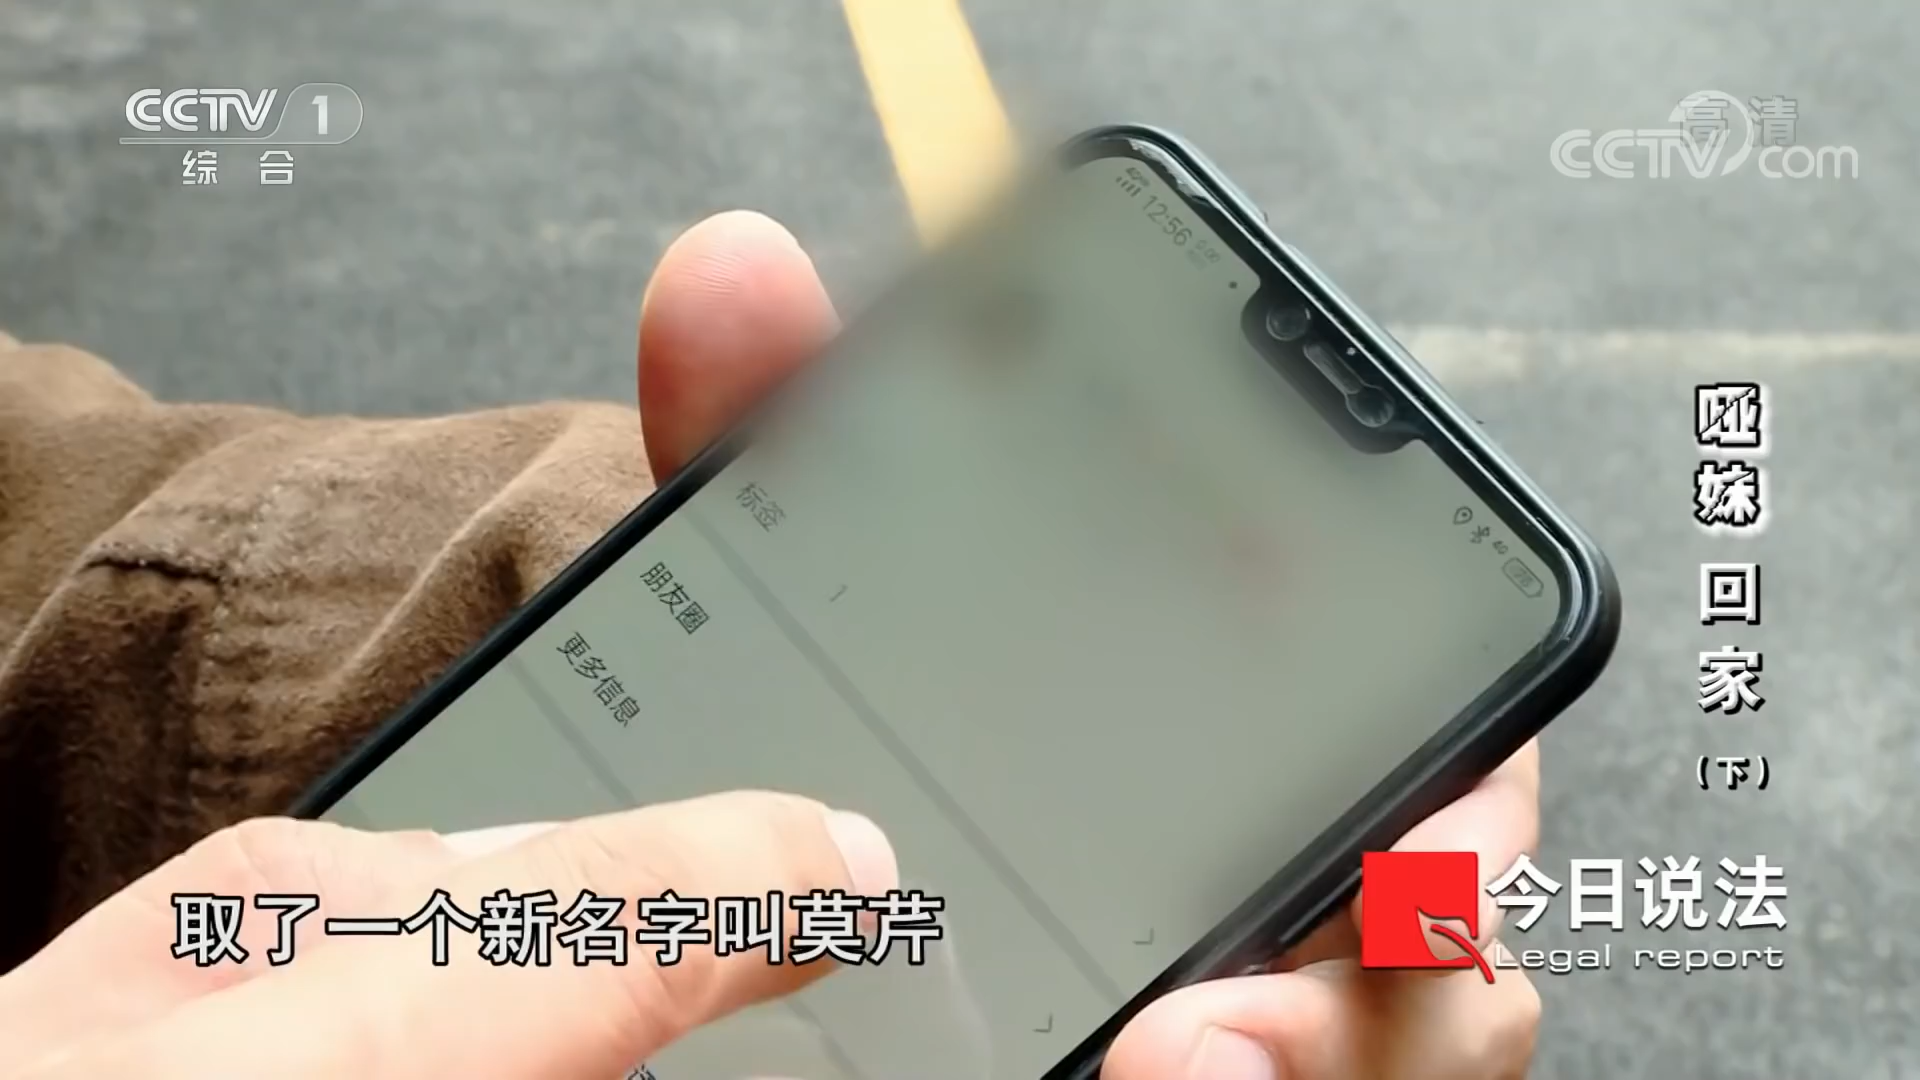 CCTV 1
综合
高清
CCTV.com
12:56
标签
朋友圈
更多信息
哑妹回家
（下）
取了一个新名字叫莫芹
今日说法
Legal report